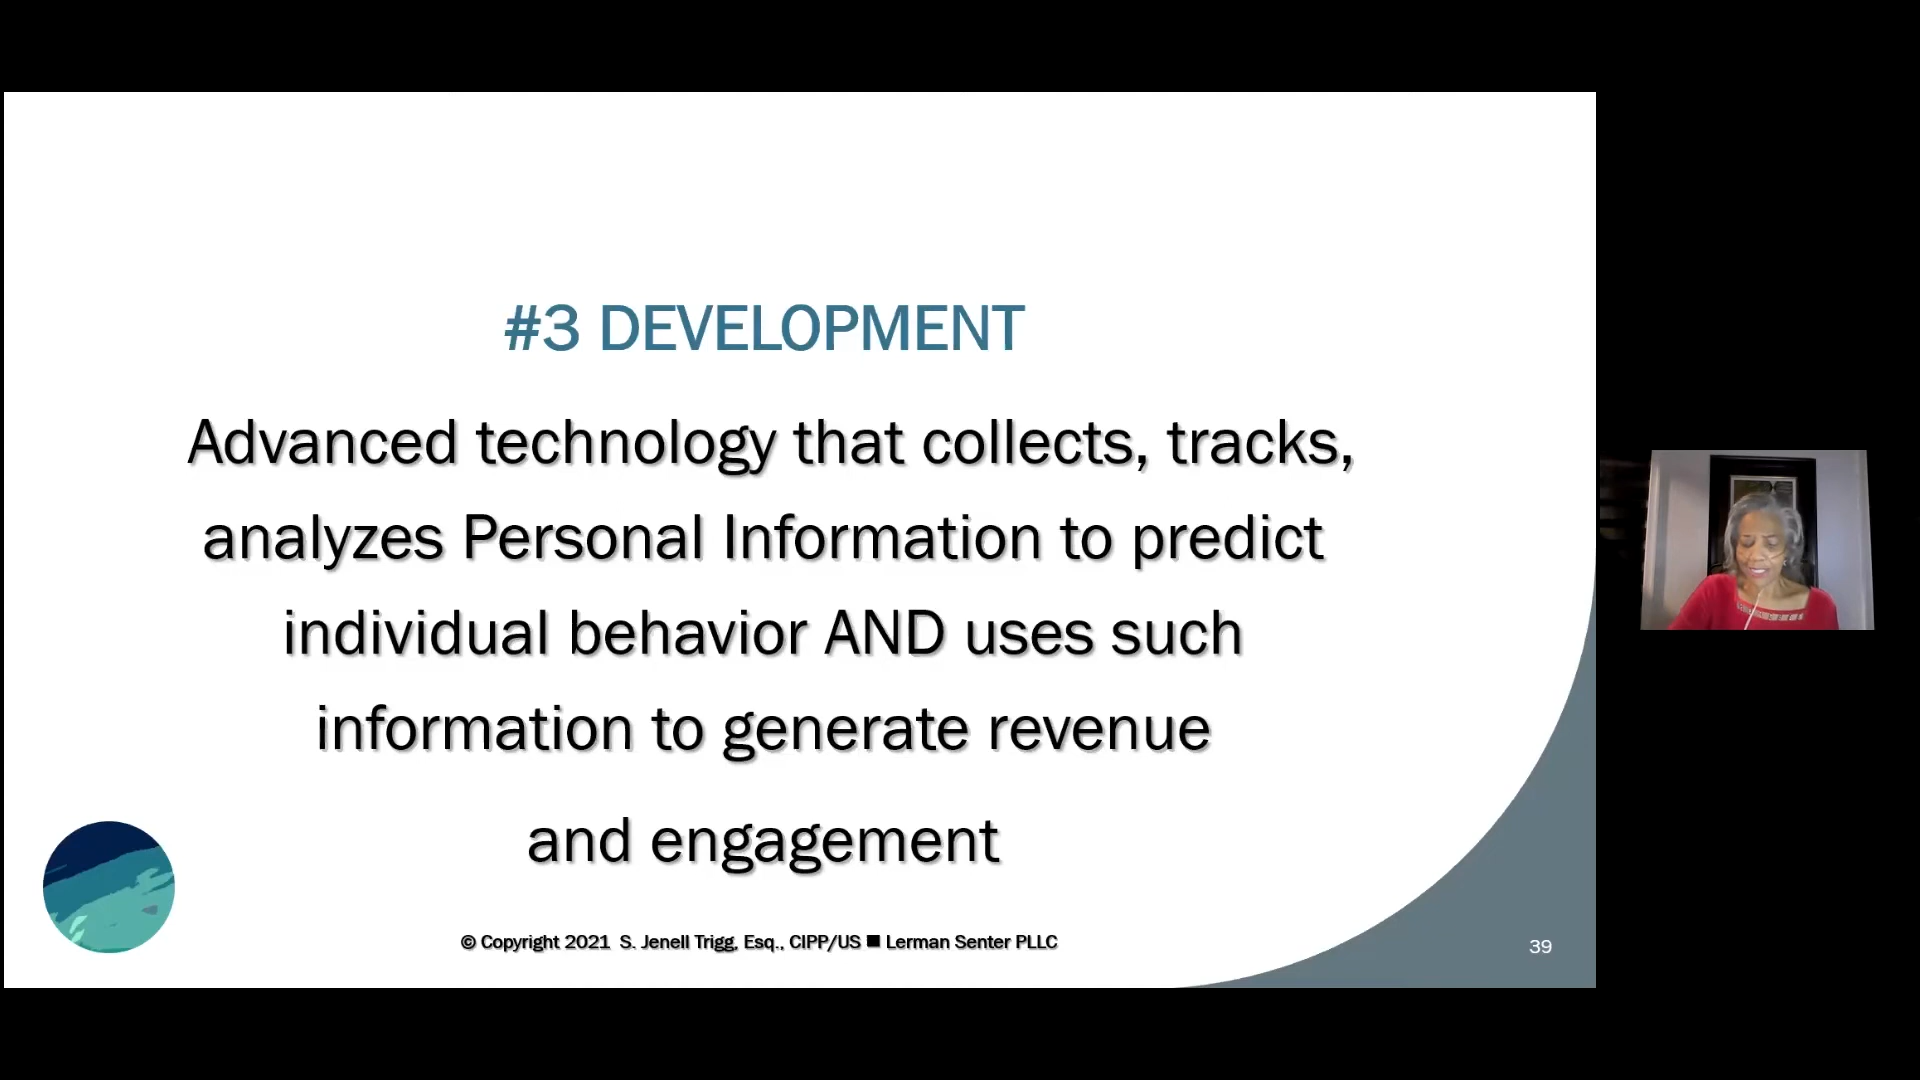 #3 DEVELOPMENT
Advanced technology that collects, tracks,
analyzes Personal Information to predict
individual behavior AND uses such
information to generate revenue
and engagement
© Copyright 2021 S. Jenell Trigg, Esq., CIPP/US ■ Lerman Senter PLLC
39